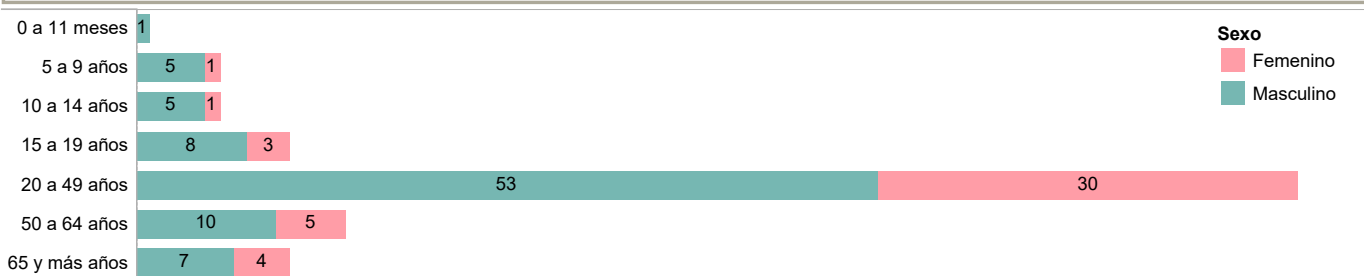 0 a 11 meses 1
Sexo
Femenino
Masculino
5 a 9 años 5 1
10 a 14 años 5 1
15 a 19 años 8 3
20 a 49 años 53 30
50 a 64 años 10 5
65 y más años 7 4